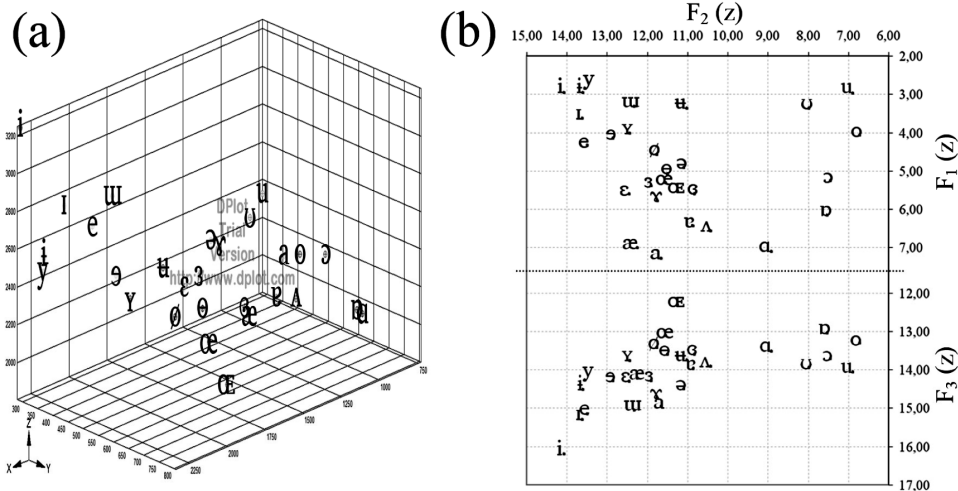 (a)
3200
3000
2800
2600
2400
2200
2000
300
350
400
450
500
550
600
650
700
750
800
2250
2000
1750
1500
1250
1000
750
Z
X Y
i
ɯ
ɪ
e
i
y
ɘ
ʏ
ʉ
u
ʊ
ə ɤ
a o ɔ
ɛ ɜ
ø ɵ
œ
æ
ɐ ʌ
ɶ
DPlot
Trial
Version
http://www.dplot.com
(b)
F2 (z)
15,00 14,00 13,00 12,00 11,00 10,00 9,00 8,00 7,00 6,00
2,00
3,00
4,00
5,00
6,00
7,00
12,00
13,00
14,00
15,00
16,00
17,00
F1 (z)
F3 (z)
i ɨ y ɯ ʉ ʊ u
ɪ
e ɘ ʏ o
ø ə
ɵ
œ ɜ ɔ
ɛ ɤ ɶ ɞ
ɐ ʌ ɒ
æ a ɑ
ɶ
œ ɒ
ø ɵ ɞ ɑ ɔ o
ʏ ʉ ɐ ʌ ʊ u
ɨ y ɘ ɛ æ ɜ ə
ɤ
ɪ e ɯ a
i